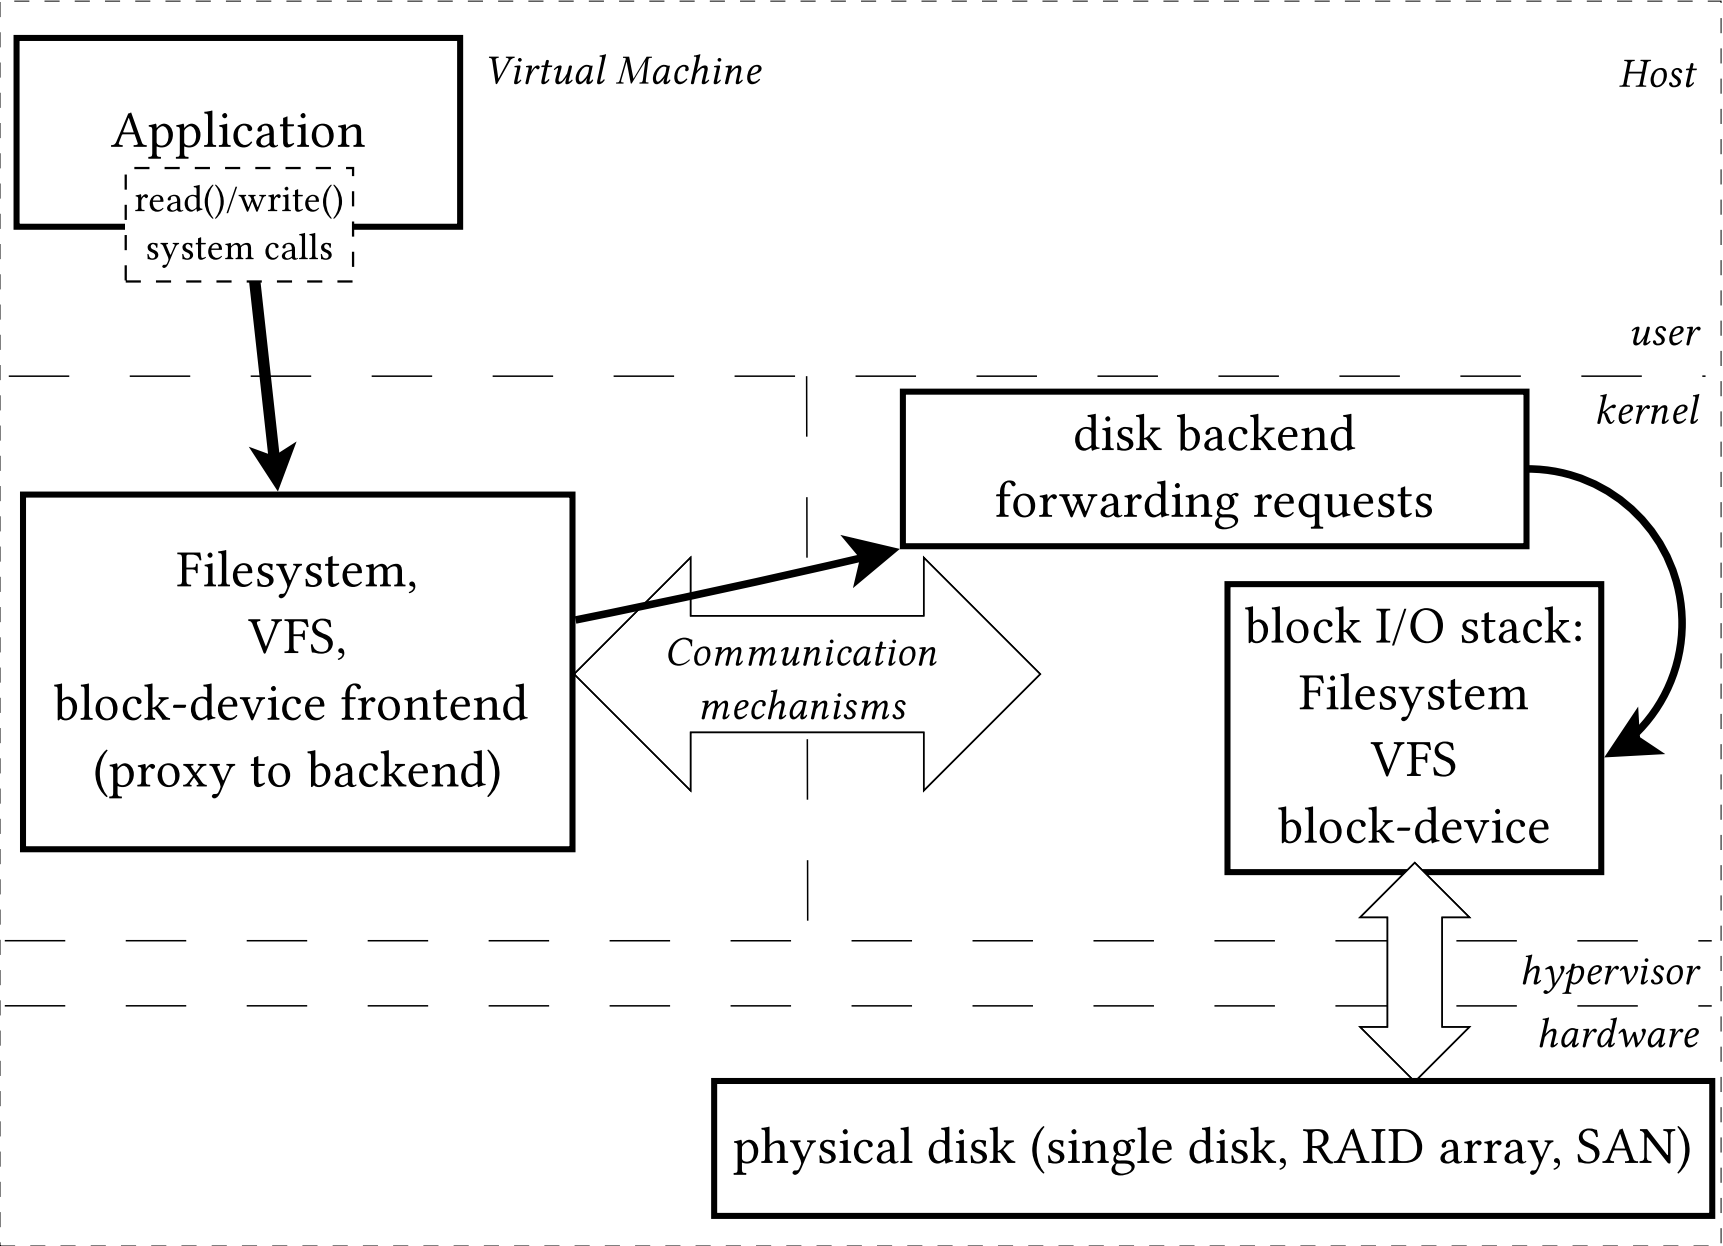 Virtual Machine
Host
Application
read()/write()
system calls
user
kernel
disk backend
forwarding requests
Filesystem,
VFS,
block-device frontend
(proxy to backend)
Communication
mechanisms
block I/O stack:
Filesystem
VFS
block-device
hypervisor
hardware
physical disk (single disk, RAID array, SAN)